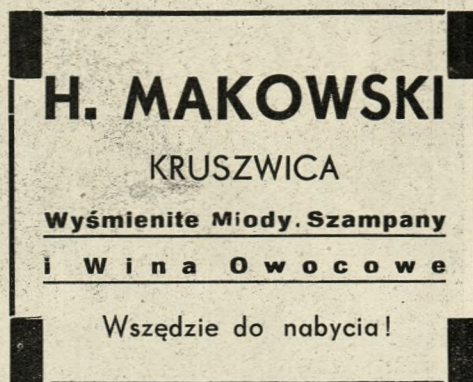 H. MAKOWSKI
KRUSZWICA
Wyśmienite Miody. Szampany
i Wina Owocowe
Wszędzie do nabycia!